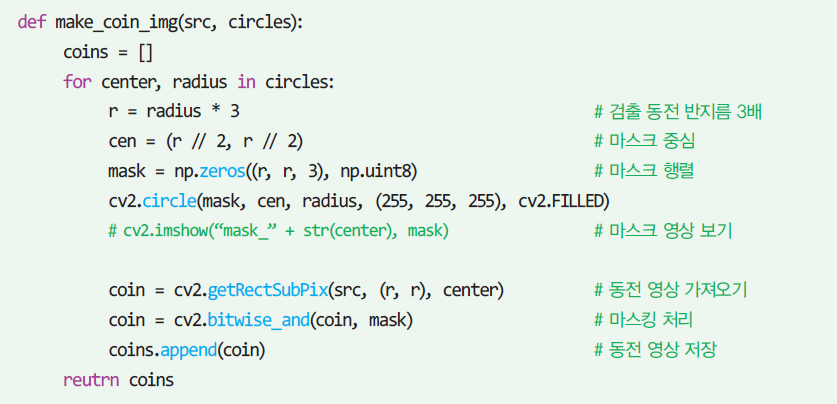 def make_coin_img(src, circles):
coins = []
for center, radius in circles:
r = radius * 3 # 검출 동전 반지름 3배
cen = (r // 2, r // 2) # 마스크 중심
mask = np.zeros((r, r, 3), np.uint8) # 마스크 행렬
cv2.circle(mask, cen, radius, (255, 255, 255), cv2.FILLED)
# cv2.imshow(“mask_” + str(center), mask) # 마스크 영상 보기
coin = cv2.getRectSubPix(src, (r, r), center) # 동전 영상 가져오기
coin = cv2.bitwise_and(coin, mask) # 마스킹 처리
coins.append(coin) # 동전 영상 저장
reutrn coins